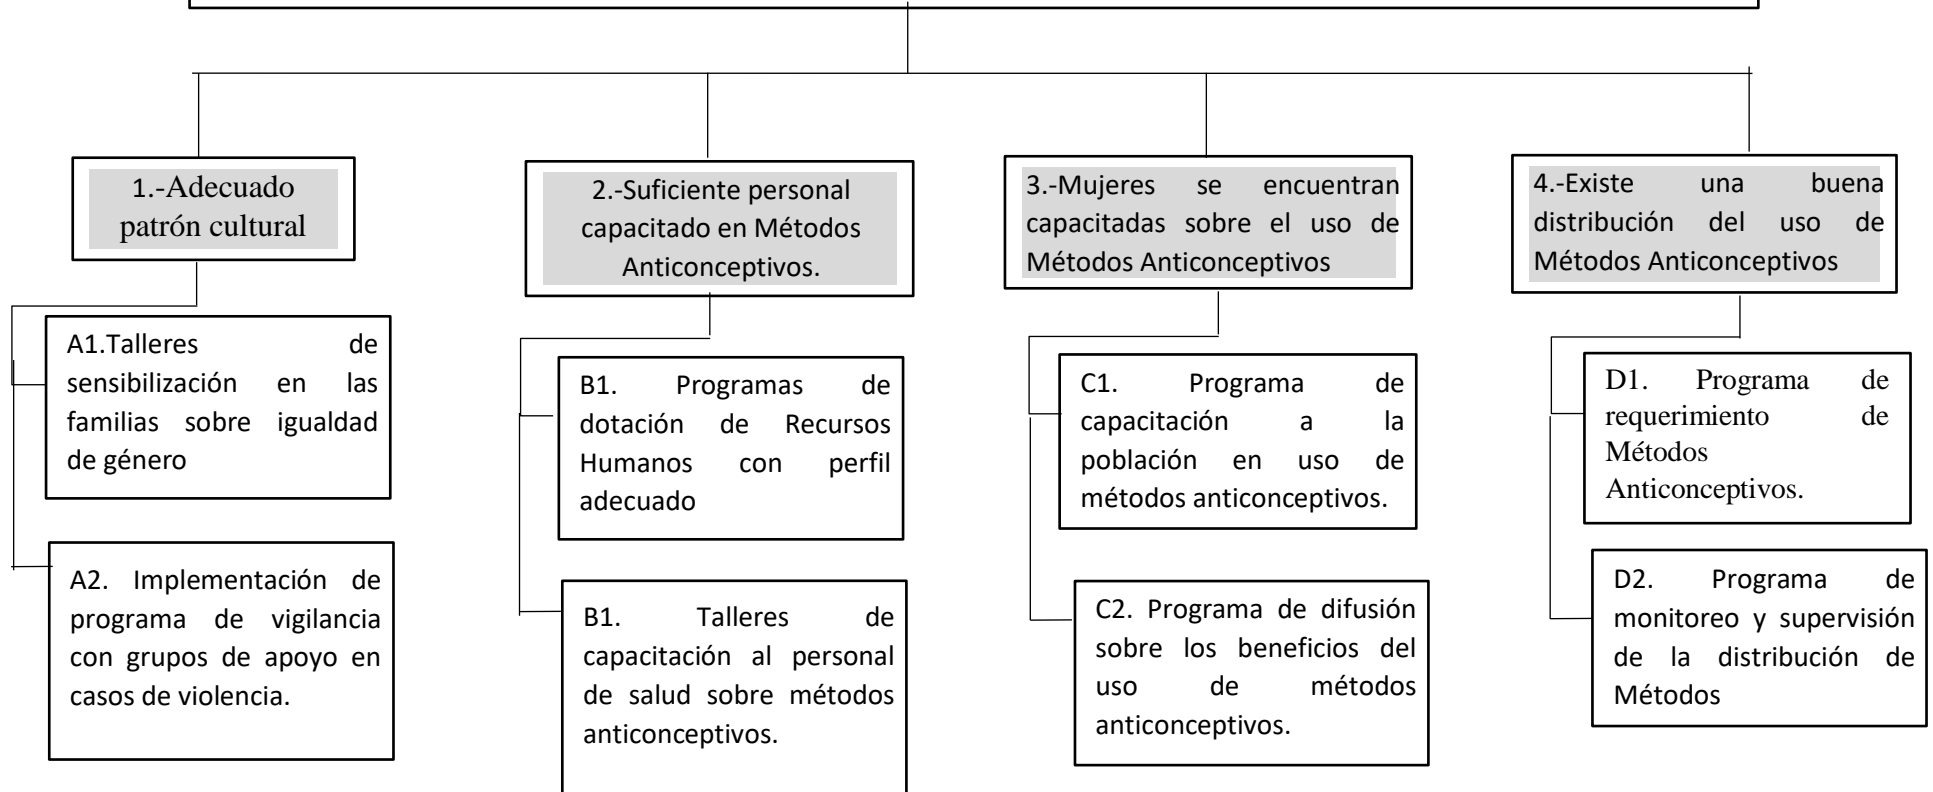 1.-Adecuado
patrón cultural
2.-Suficiente personal
capacitado en Métodos
Anticonceptivos.
3.-Mujeres se encuentran
capacitadas sobre el uso de
Métodos Anticonceptivos
4.-Existe una buena
distribución del uso de
Métodos Anticonceptivos
A1.Talleres de
sensibilización en las
familias sobre igualdad
de género
B1. Programas de
dotación de Recursos
Humanos con perfil
adecuado
C1. Programa de
capacitación a la
población en uso de
métodos anticonceptivos.
D1. Programa de
requerimiento de
Métodos
Anticonceptivos.
A2. Implementación de
programa de vigilancia
con grupos de apoyo en
casos de violencia.
B1. Talleres de
capacitación al personal
de salud sobre métodos
anticonceptivos.
C2. Programa de difusión
sobre los beneficios del
uso de métodos
anticonceptivos.
D2. Programa de
monitoreo y supervisión
de la distribución de
Métodos